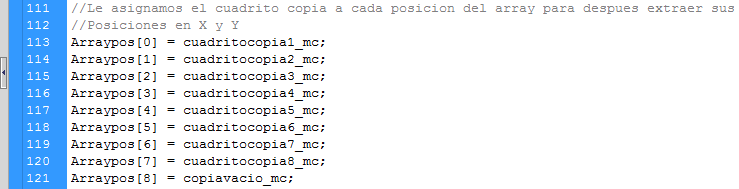 111 //Le asignamos el cuadrito copia a cada posicion del array para despues extraer sus
112 //Posiciones en X y Y
113 Arraypos[0] = cuadritocopia1_mc;
114 Arraypos[1] = cuadritocopia2_mc;
115 Arraypos[2] = cuadritocopia3_mc;
116 Arraypos[3] = cuadritocopia4_mc;
117 Arraypos[4] = cuadritocopia5_mc;
118 Arraypos[5] = cuadritocopia6_mc;
119 Arraypos[6] = cuadritocopia7_mc;
120 Arraypos[7] = cuadritocopia8_mc;
121 Arraypos[8] = copiavacio_mc;